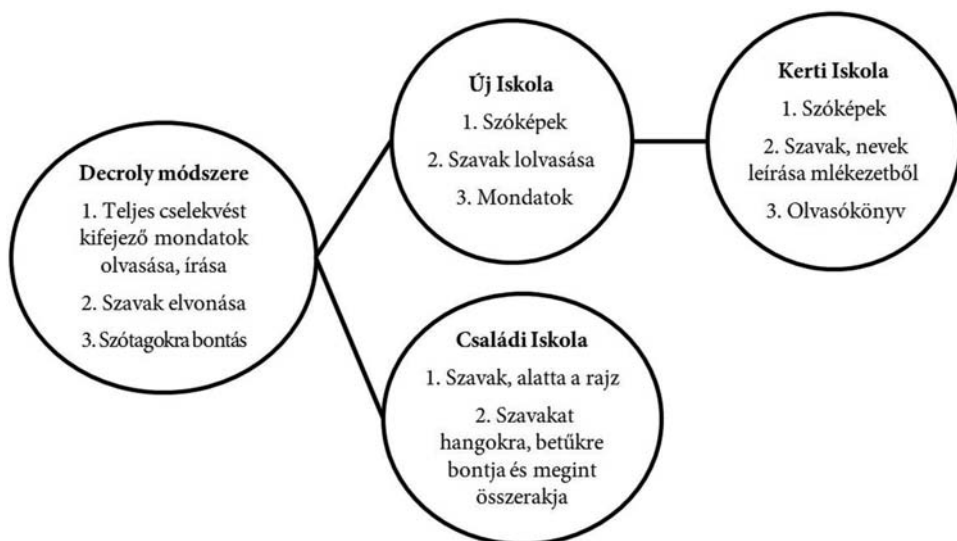 Decroly módszere
1. Teljes cselekvést
kifejező mondatok
olvasása, írása
2. Szavak elvonása
3. Szótagokra bontás
Új Iskola
1. Szóképek
2. Szavak lolvasása
3. Mondatok
Kerti Iskola
1. Szóképek
2. Szavak, nevek
leírása mlékezetből
3. Olvasókönyv
Családi Iskola
1. Szavak, alatta a rajz
2. Szavakat
hangokra, betűkre
bontja és megint
összerakja